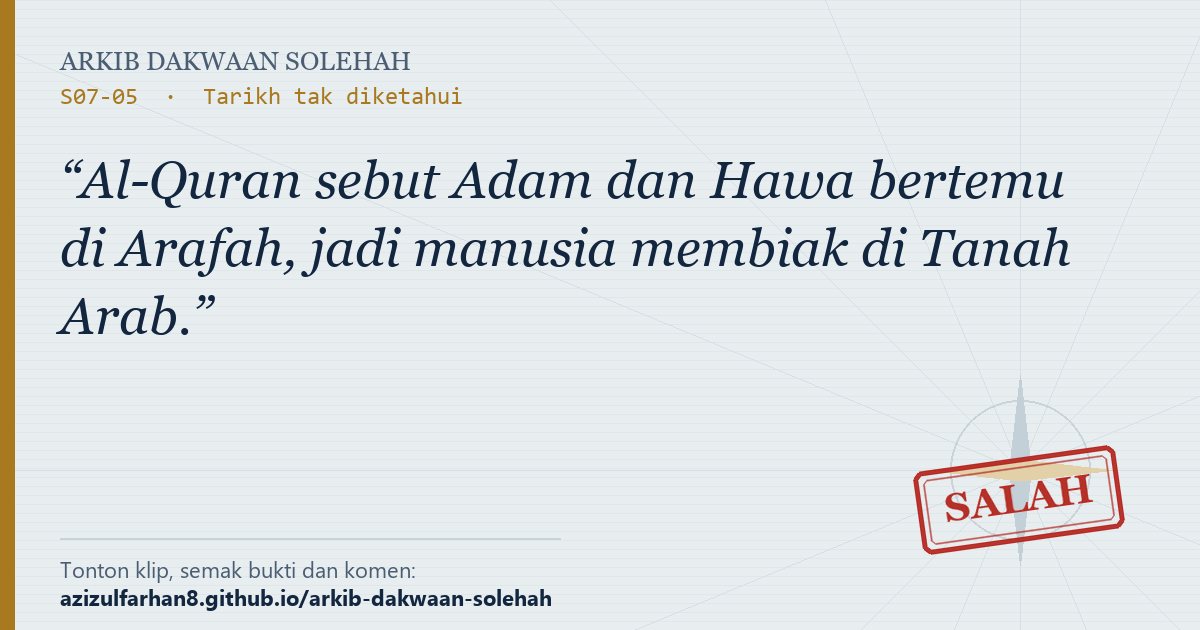 ARKIB DAKWAAN SOLEHAH
S07-05 · Tarikh tak diketahui
“Al-Quran sebut Adam dan Hawa bertemu
di Arafah, jadi manusia membiak di Tanah
Arab.”
SALAH
Tonton klip, semak bukti dan komen:
azizulfarhan8.github.io/arkib-dakwaan-solehah